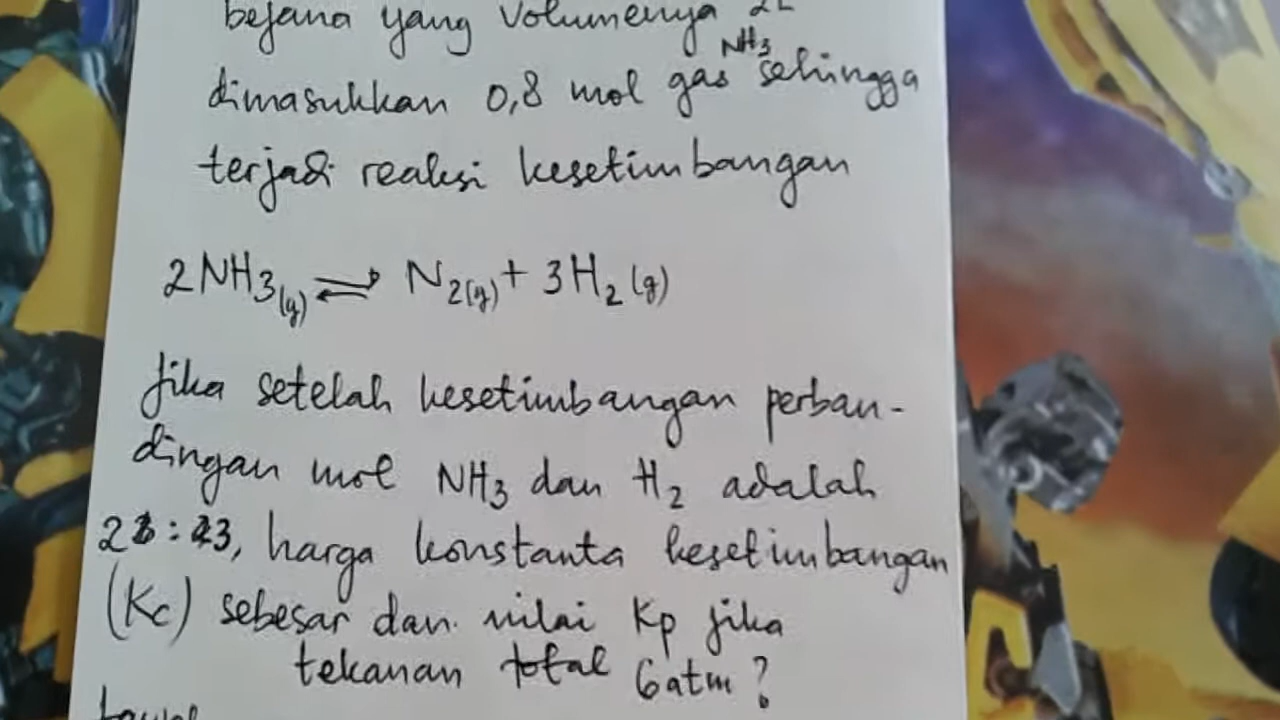 bejana yang Volumenya 2L
NH3
dimasukkan 0,8 mol gas sehingga
terjadi reaksi kesetimbangan
2NH3(g) ⇌ N2(g) + 3H2(g)
Jika setelah kesetimbangan perban-
dingan mol NH3 dan H2 adalah
2 : 3, harga konstanta kesetimbangan
(Kc) sebesar dan nilai Kp jika
tekanan total 6atm?